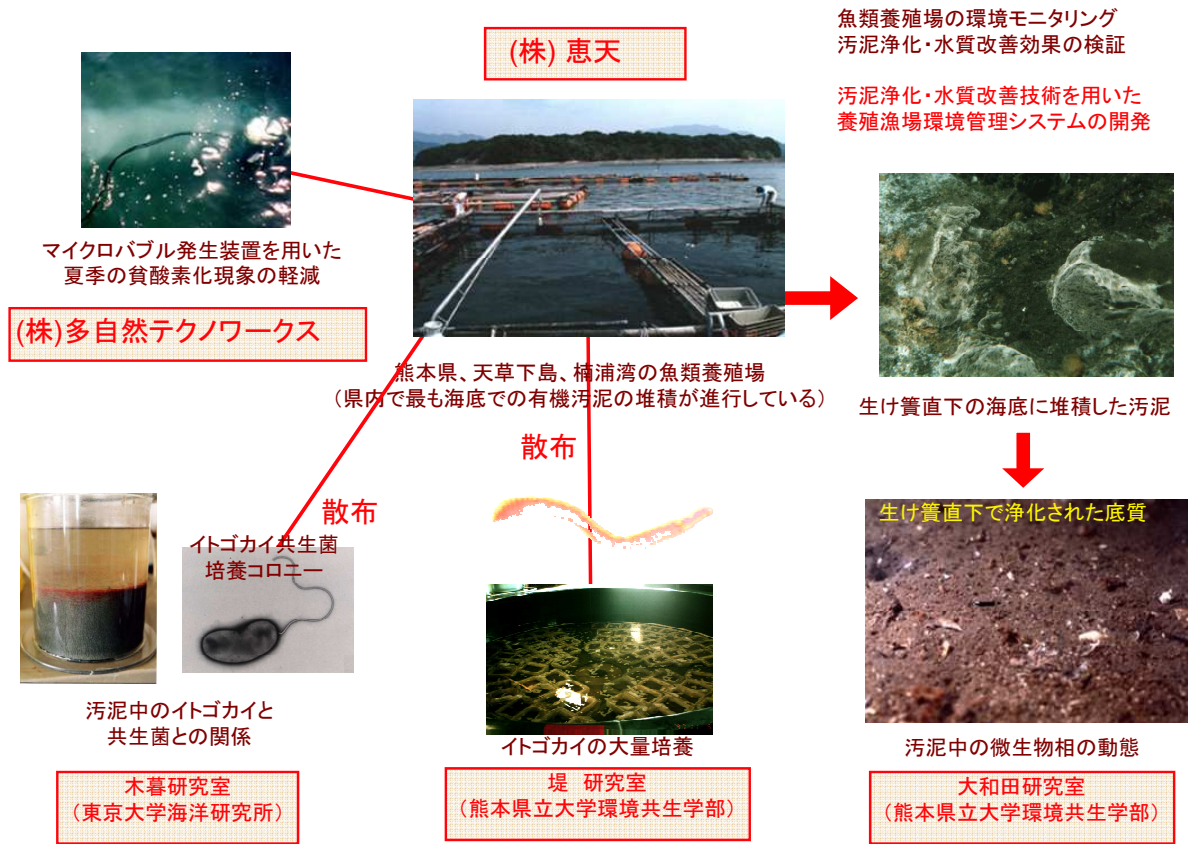 (株) 恵天
魚類養殖場の環境モニタリング
汚泥浄化・水質改善効果の検証
汚泥浄化・水質改善技術を用いた
養殖漁場環境管理システムの開発
マイクロバブル発生装置を用いた
夏季の貧酸素化現象の軽減
(株)多自然テクノワークス
熊本県、天草下島、楠浦湾の魚類養殖場
（県内で最も海底での有機汚泥の堆積が進行している）
生け簀直下の海底に堆積した汚泥
散布
散布
イトゴカイ共生菌
培養コロニー
生け簀直下で浄化された底質
汚泥中のイトゴカイと
共生菌との関係
イトゴカイの大量培養
汚泥中の微生物相の動態
木暮研究室
（東京大学海洋研究所）
堤 研究室
（熊本県立大学環境共生学部）
大和田研究室
（熊本県立大学環境共生学部）